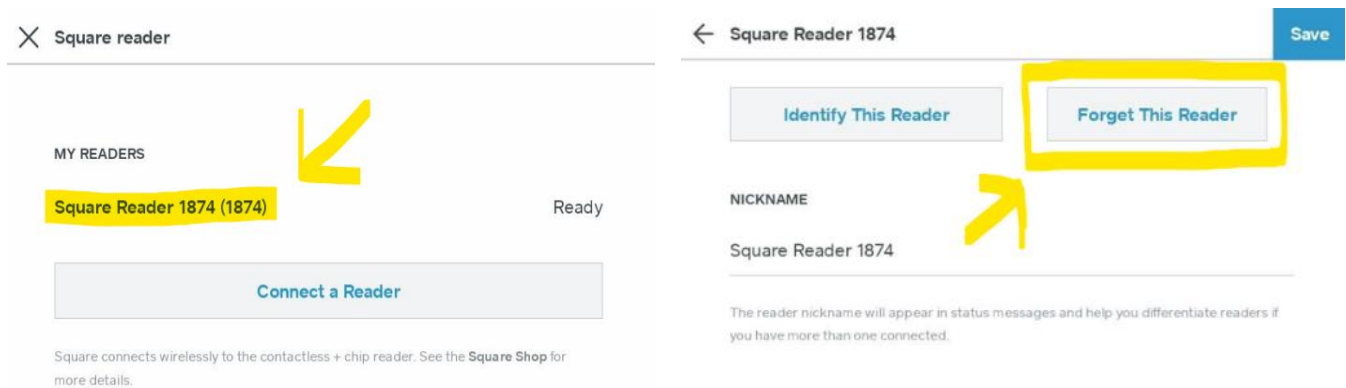 Square reader
MY READERS
Square Reader 1874 (1874)
Ready
Connect a Reader
Square connects wirelessly to the contactless + chip reader. See the Square Shop for
more details.
Square Reader 1874
Save
Identify This Reader
Forget This Reader
NICKNAME
Square Reader 1874
The reader nickname will appear in status messages and help you differentiate readers if
you have more than one connected.